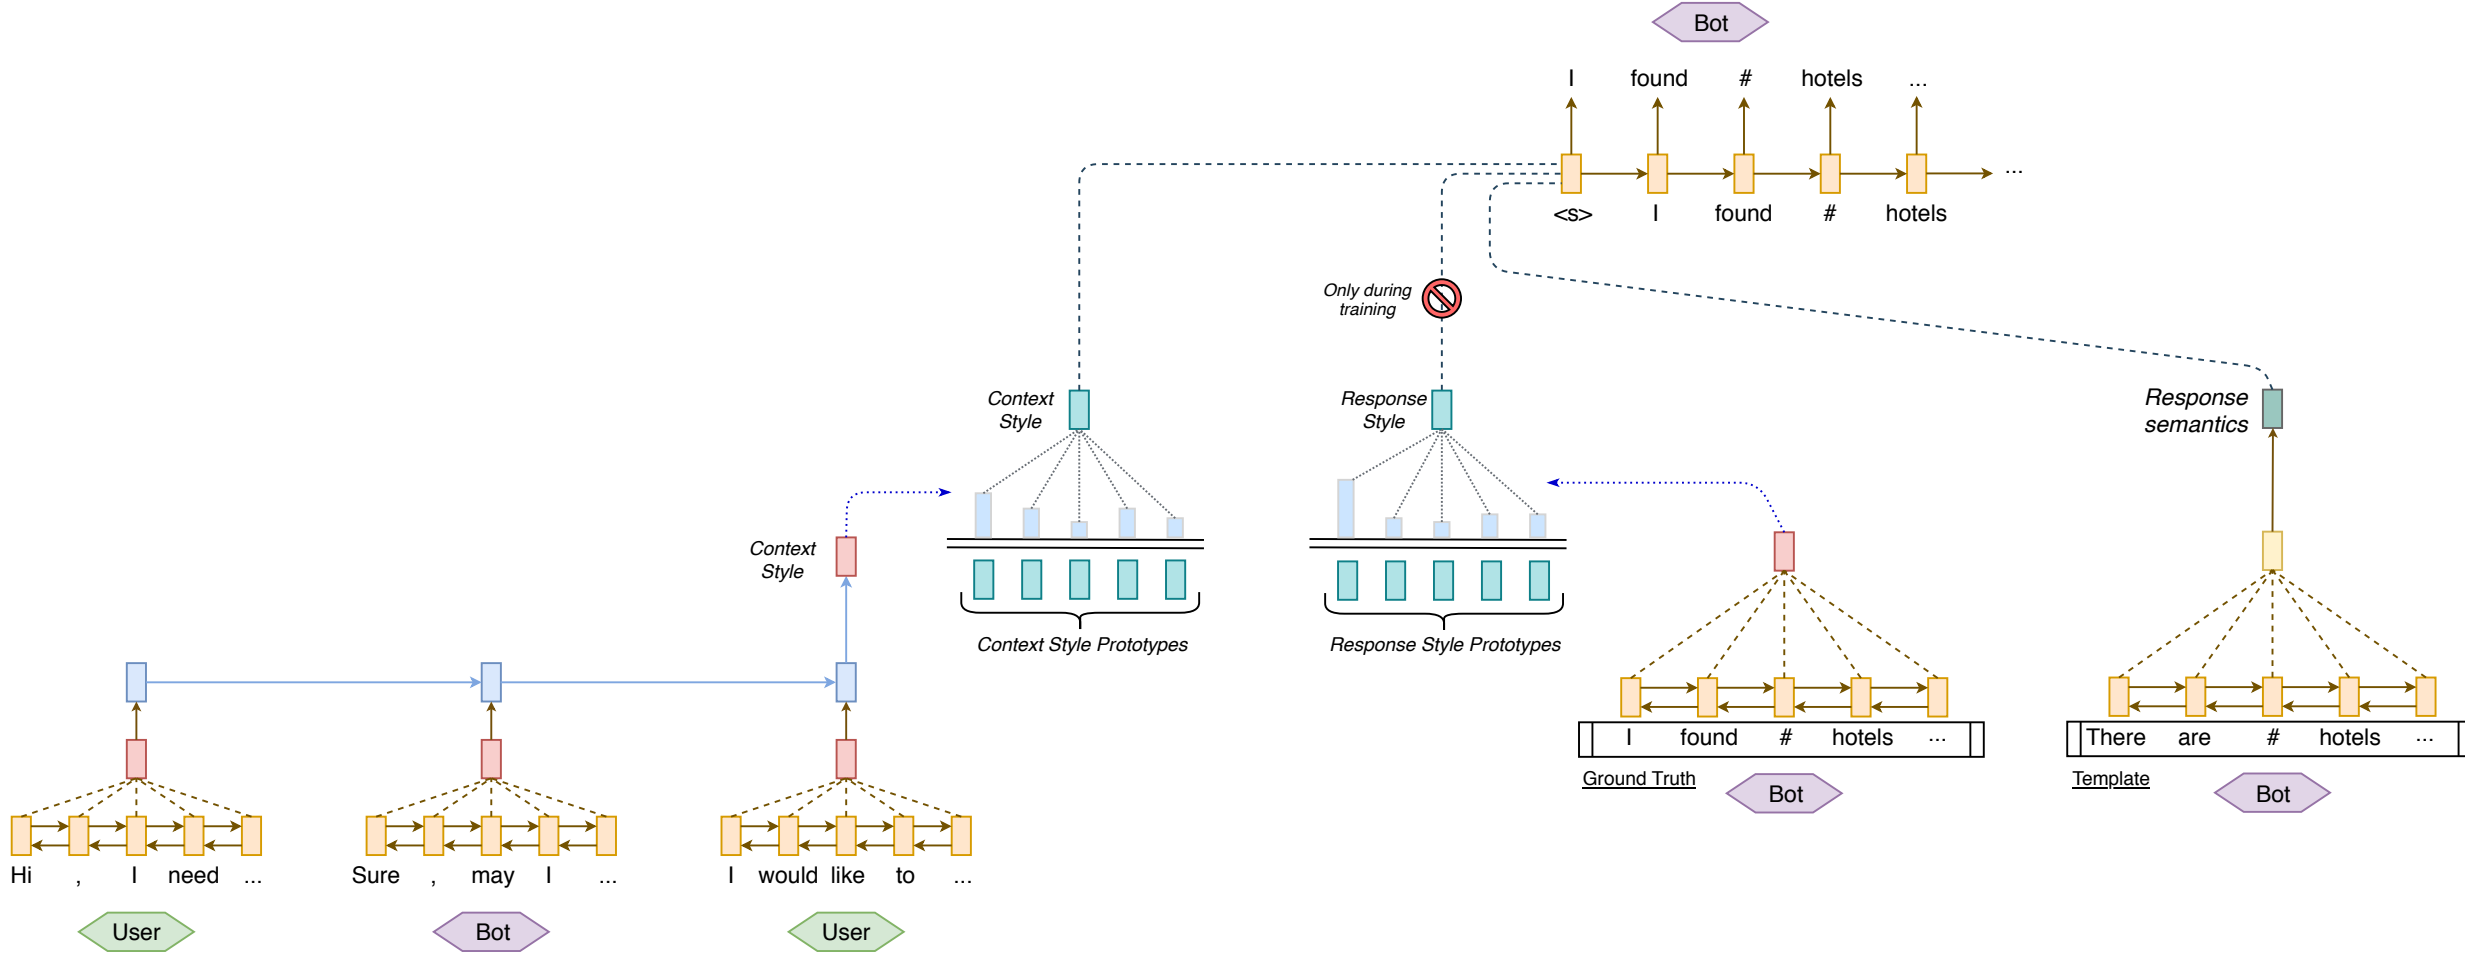 Bot
I found # hotels ...
...
<s> I found # hotels
Only during
training
Context
Style
Response
Style
Response
semantics
Context
Style
Context Style Prototypes
Response Style Prototypes
I found # hotels ...
There are # hotels ...
Ground Truth
Bot
Template
Bot
Hi , I need ...
Sure , may I ...
I would like to ...
User
Bot
User